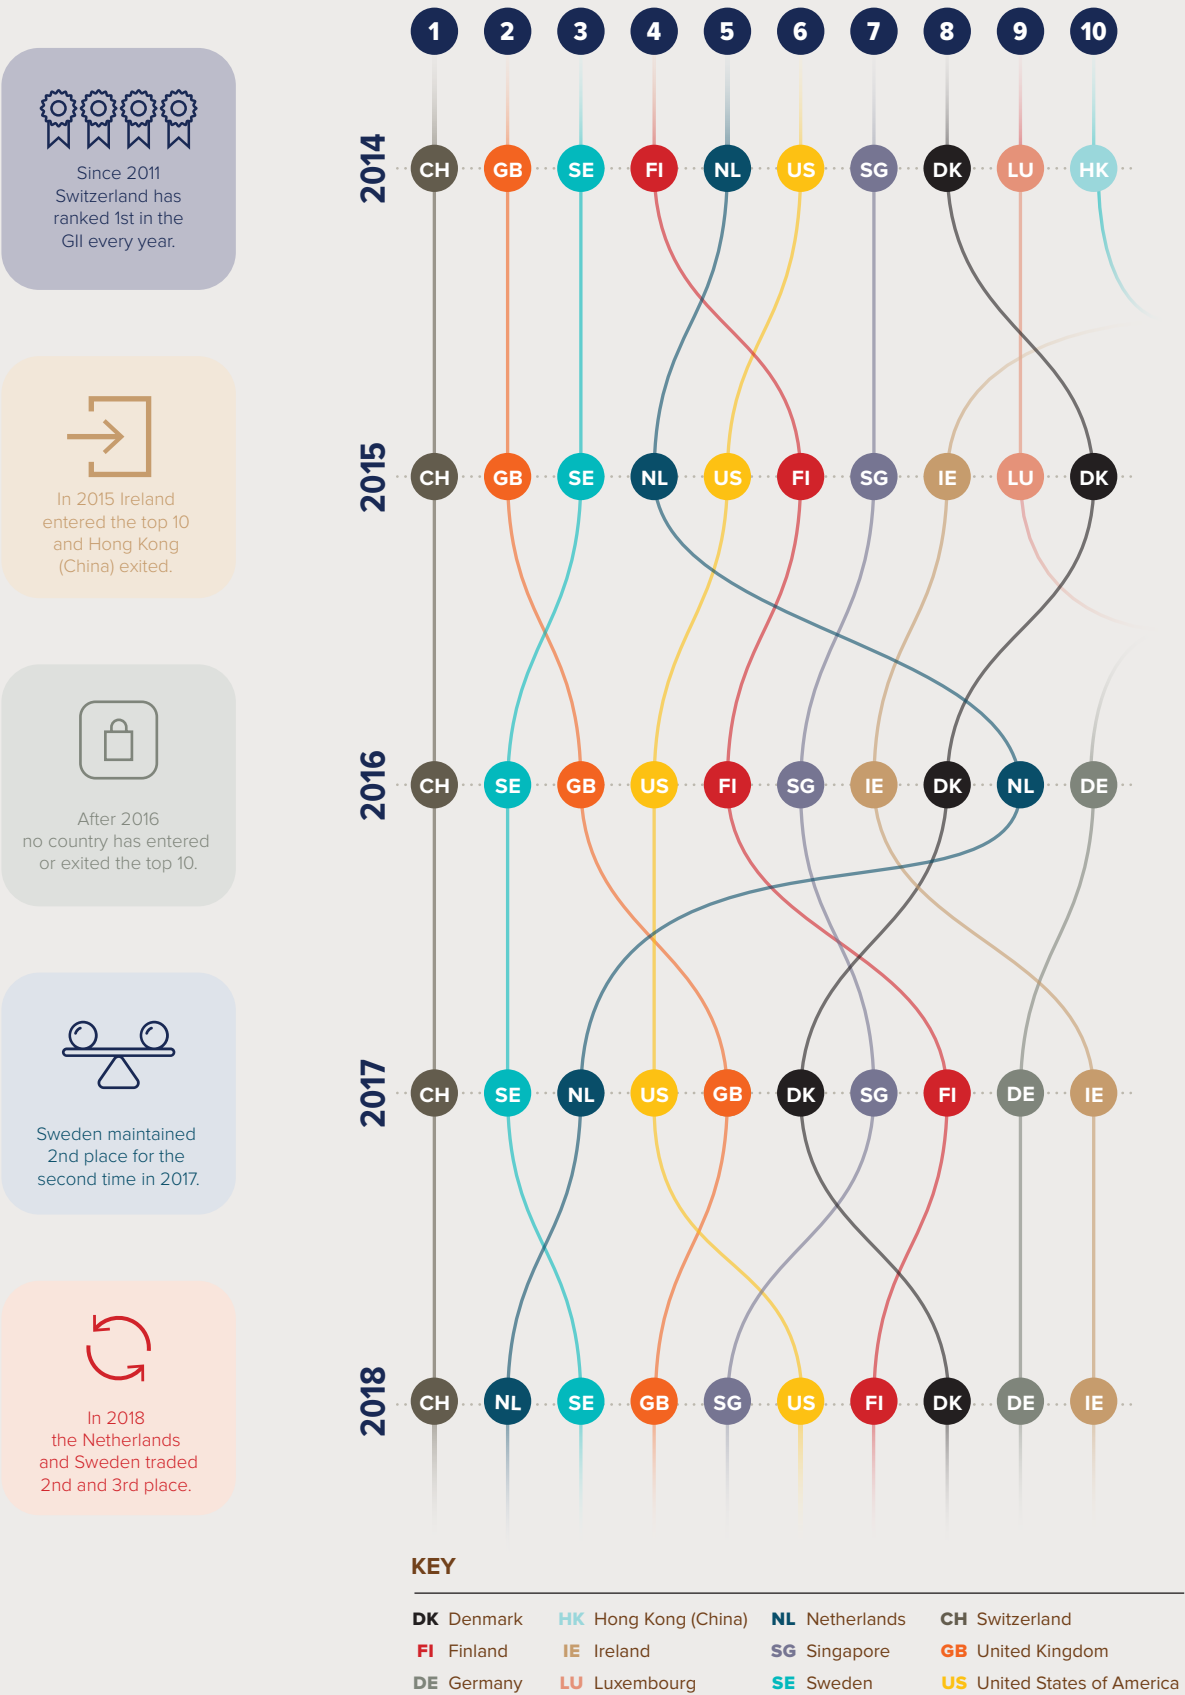 1 2 3 4 5 6 7 8 9 10
2014 CH GB SE FI NL US SG DK LU HK
Since 2011
Switzerland has
ranked 1st in the
GII every year.
2015 CH GB SE NL US FI SG IE LU DK
In 2015 Ireland
entered the top 10
and Hong Kong
(China) exited.
2016 CH SE GB US FI SG IE DK NL DE
After 2016
no country has entered
or exited the top 10.
2017 CH SE NL US GB DK SG FI DE IE
Sweden maintained
2nd place for the
second time in 2017.
2018 CH NL SE GB SG US FI DK DE IE
In 2018
the Netherlands
and Sweden traded
2nd and 3rd place.
KEY
DK Denmark HK Hong Kong (China) NL Netherlands CH Switzerland
FI Finland IE Ireland SG Singapore GB United Kingdom
DE Germany LU Luxembourg SE Sweden US United States of America